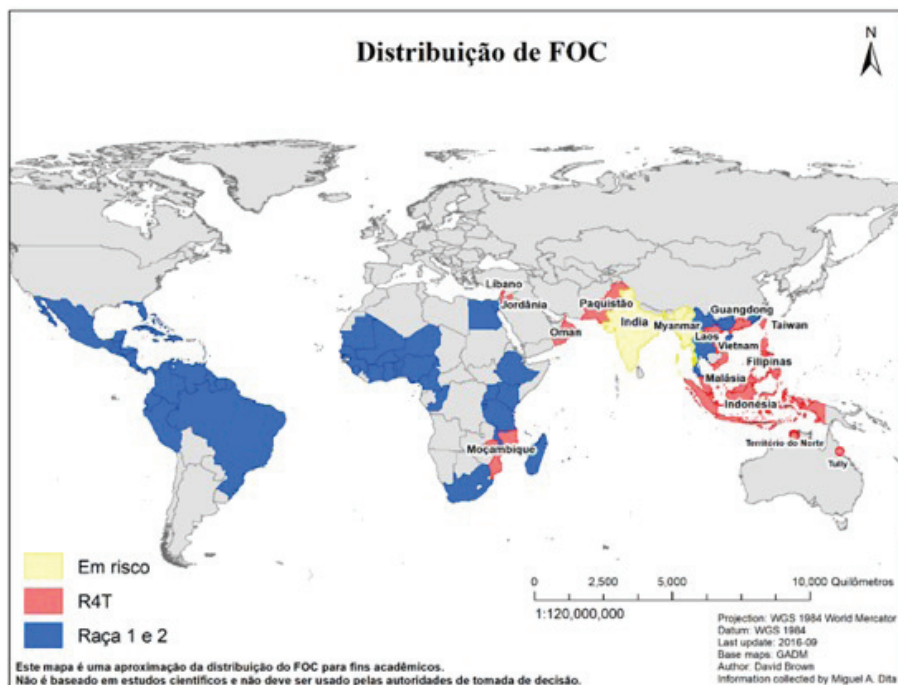 Distribuição de FOC
N
Líbano
Jordânia
Paquistão
Oman
India
Myanmar
Guangdong
Taiwan
Laos
Vietnam
Filipinas
Malásia
Indonésia
Moçambique
Território do Norte
Tully
Em risco
R4T
Raça 1 e 2
0 2,500 5,000 10,000 Quilômetros
1:120,000,000
Projection: WGS 1984 World Mercator
Datum: WGS 1984
Last update: 2016-09
Base maps: GADM
Author: David Brown
Information collected by Miguel A. Dita
Este mapa é uma aproximação da distribuição do FOC para fins acadêmicos.
Não é baseado em estudos científicos e não deve ser usado pelas autoridades de tomada de decisão.